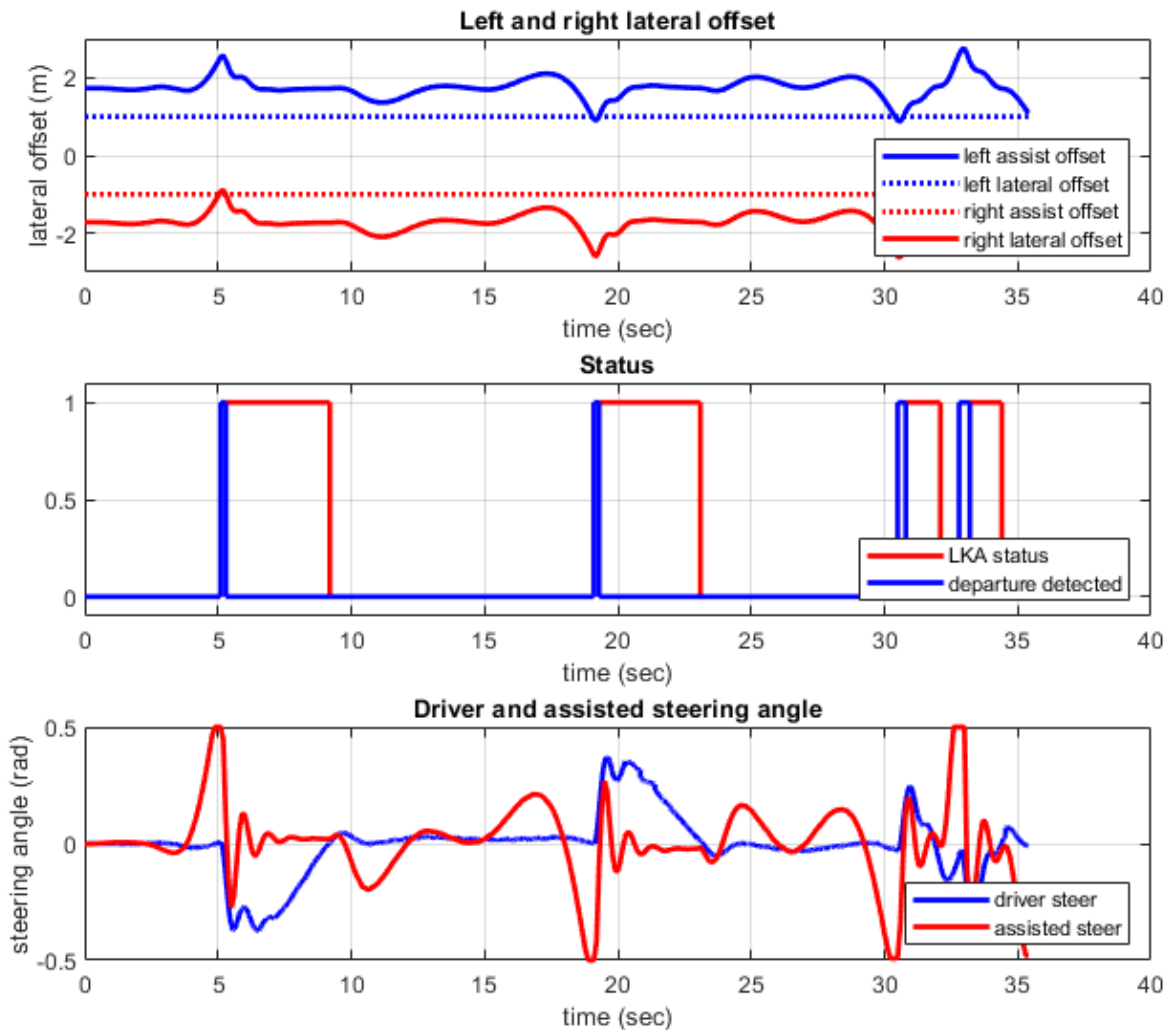 Left and right lateral offset
lateral offset (m)
2
0
-2
left assist offset
left lateral offset
right assist offset
right lateral offset
0 5 10 15 20 25 30 35 40
time (sec)
Status
1
0.5
0
LKA status
departure detected
0 5 10 15 20 25 30 35 40
time (sec)
Driver and assisted steering angle
steering angle (rad)
0.5
0
-0.5
driver steer
assisted steer
0 5 10 15 20 25 30 35 40
time (sec)